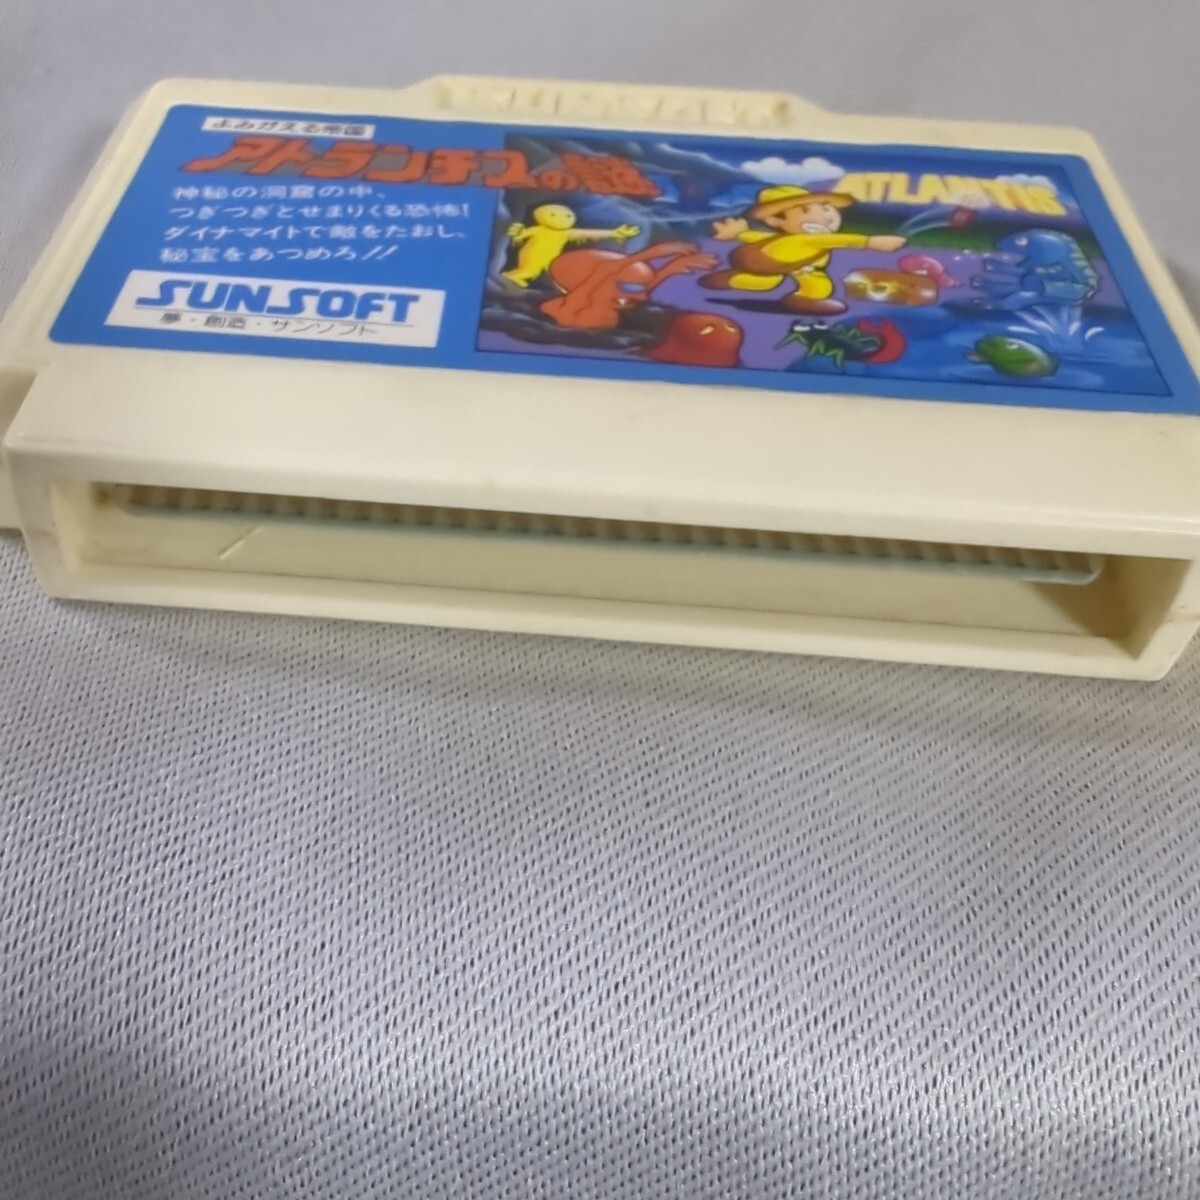 よみがえる帝国
アトランチスの謎
ATLANTIS
神秘の洞窟の中、
つぎつぎとせまりくる恐怖!
ダイナマイトで敵をたおし、
秘宝をあつめろ!!
SUNSOFT
夢・創造・サンソフト